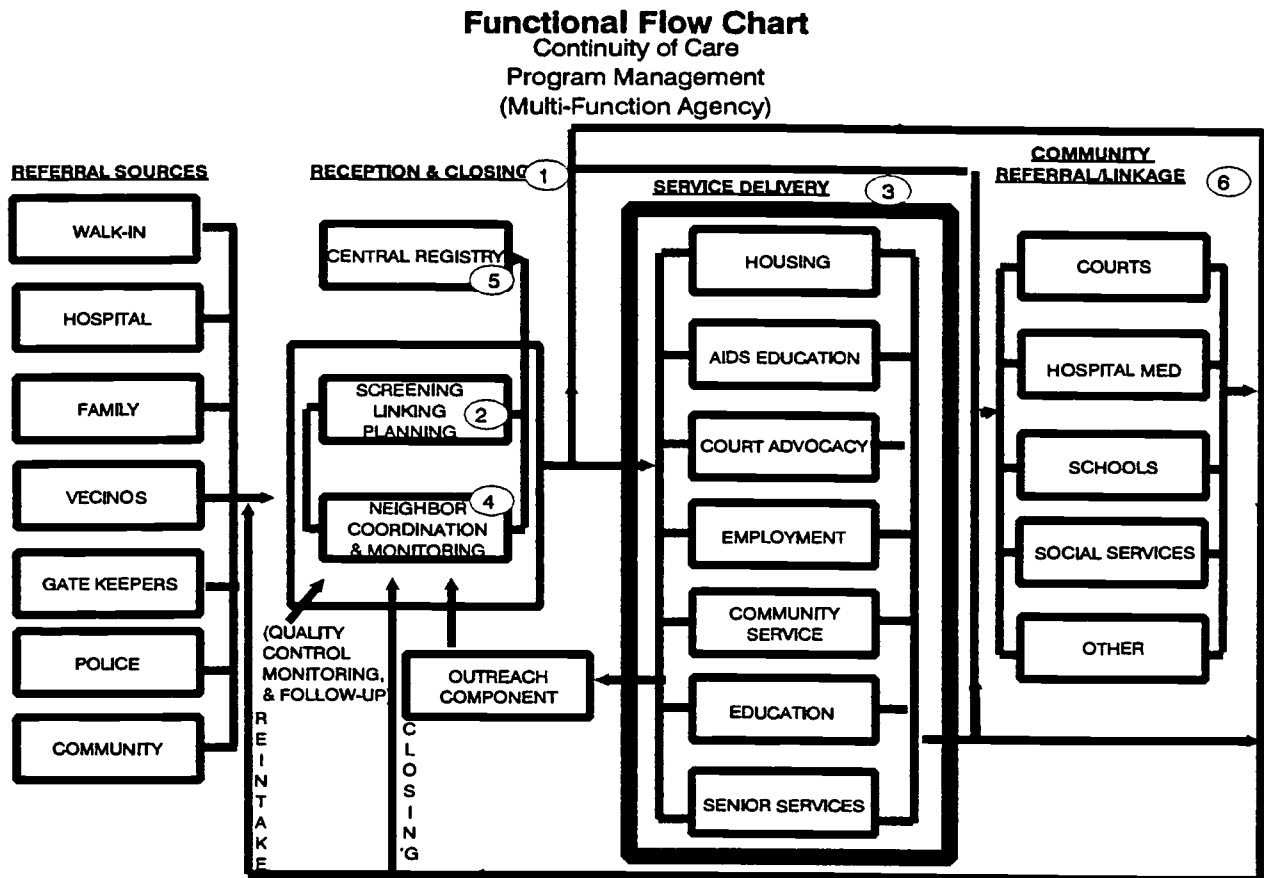 Functional Flow Chart
Continuity of Care
Program Management
(Multi-Function Agency)
REFERRAL SOURCES
WALK-IN
HOSPITAL
FAMILY
VECINOS
GATE KEEPERS
POLICE
COMMUNITY
RECEPTION & CLOSING
1
CENTRAL REGISTRY
5
SCREENING
LINKING
PLANNING
2
4
NEIGHBOR
COORDINATION
& MONITORING
(QUALITY
CONTROL
MONITORING,
& FOLLOW-UP)
OUTREACH
COMPONENT
REINTAKE
CLOSING
SERVICE DELIVERY
3
HOUSING
AIDS EDUCATION
COURT ADVOCACY
EMPLOYMENT
COMMUNITY
SERVICE
EDUCATION
SENIOR SERVICES
COMMUNITY
REFERRAL/LINKAGE
6
COURTS
HOSPITAL MED
SCHOOLS
SOCIAL SERVICES
OTHER